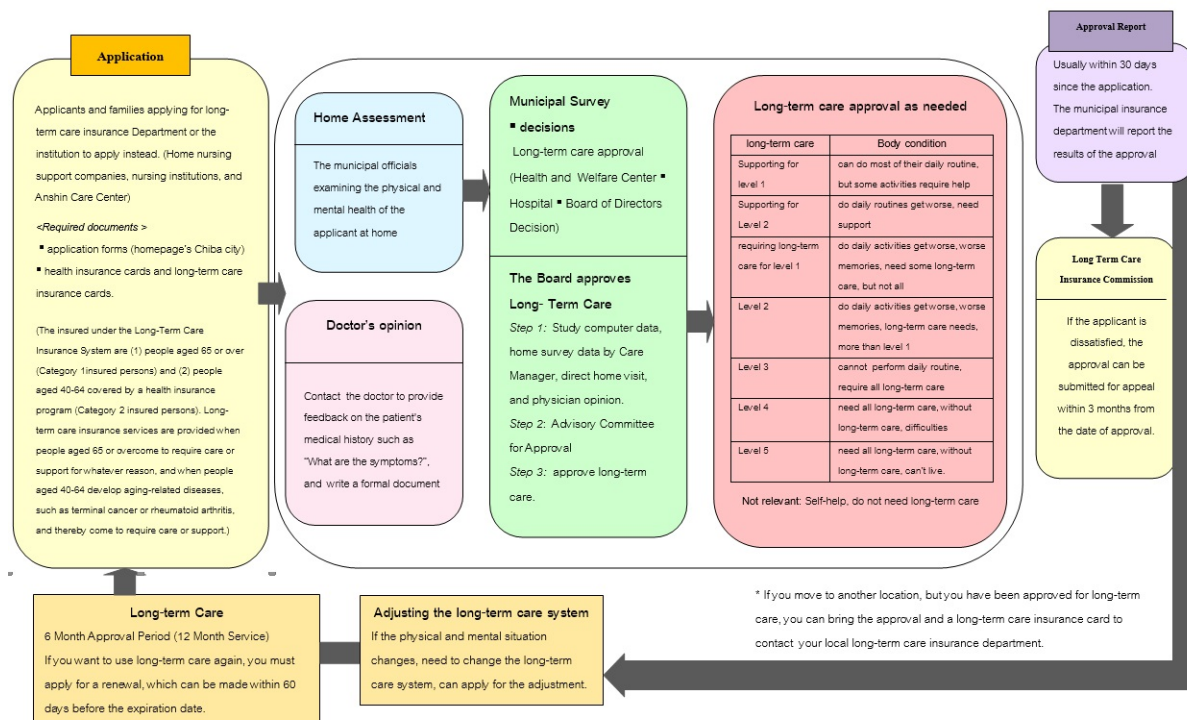 Application
Applicants and families applying for long-
term care insurance Department or the
institution to apply instead. (Home nursing
support companies, nursing institutions, and
Anshin Care Center)
<Required documents >
▪ application forms (homepage's Chiba city)
▪ health insurance cards and long-term care
insurance cards.
(The insured under the Long-Term Care
Insurance System are (1) people aged 65 or over
(Category 1insured persons) and (2) people
aged 40-64 covered by a health insurance
program (Category 2 insured persons). Long-
term care insurance services are provided when
people aged 65 or overcome to require care or
support for whatever reason, and when people
aged 40-64 develop aging-related diseases,
such as terminal cancer or rheumatoid arthritis,
and thereby come to require care or support.)
Home Assessment
The municipal officials
examining the physical and
mental health of the
applicant at home
Doctor's opinion
Contact the doctor to provide
feedback on the patient's
medical history such as
"What are the symptoms?",
and write a formal document
Municipal Survey
▪ decisions
Long-term care approval
(Health and Welfare Center ▪
Hospital ▪ Board of Directors
Decision)
The Board approves
Long- Term Care
Step 1: Study computer data,
home survey data by Care
Manager, direct home visit,
and physician opinion.
Step 2: Advisory Committee
for Approval
Step 3: approve long-term
care.
Long-term care approval as needed
long-term care Body condition
Supporting for can do most of their daily routine,
level 1 but some activities require help
Supporting for do daily routines get worse, need
Level 2 support
requiring long-term do daily activities get worse, worse
care for level 1 memories, need some long-term
care, but not all
Level 2 do daily activities get worse, worse
memories, long-term care needs,
more than level 1
Level 3 cannot perform daily routine,
require all long-term care
Level 4 need all long-term care, without
long-term care, difficulties
Level 5 need all long-term care, without
long-term care, can't live.
Not relevant: Self-help, do not need long-term care
Approval Report
Usually within 30 days
since the application.
The municipal insurance
department will report the
results of the approval
Long Term Care
Insurance Commission
If the applicant is
dissatisfied, the
approval can be
submitted for appeal
within 3 months from
the date of approval.
* If you move to another location, but you have been approved for long-term
care, you can bring the approval and a long-term care insurance card to
contact your local long-term care insurance department.
Adjusting the long-term care system
If the physical and mental situation
changes, need to change the long-term
care system, can apply for the adjustment.
Long-term Care
6 Month Approval Period (12 Month Service)
If you want to use long-term care again, you must
apply for a renewal, which can be made within 60
days before the expiration date.